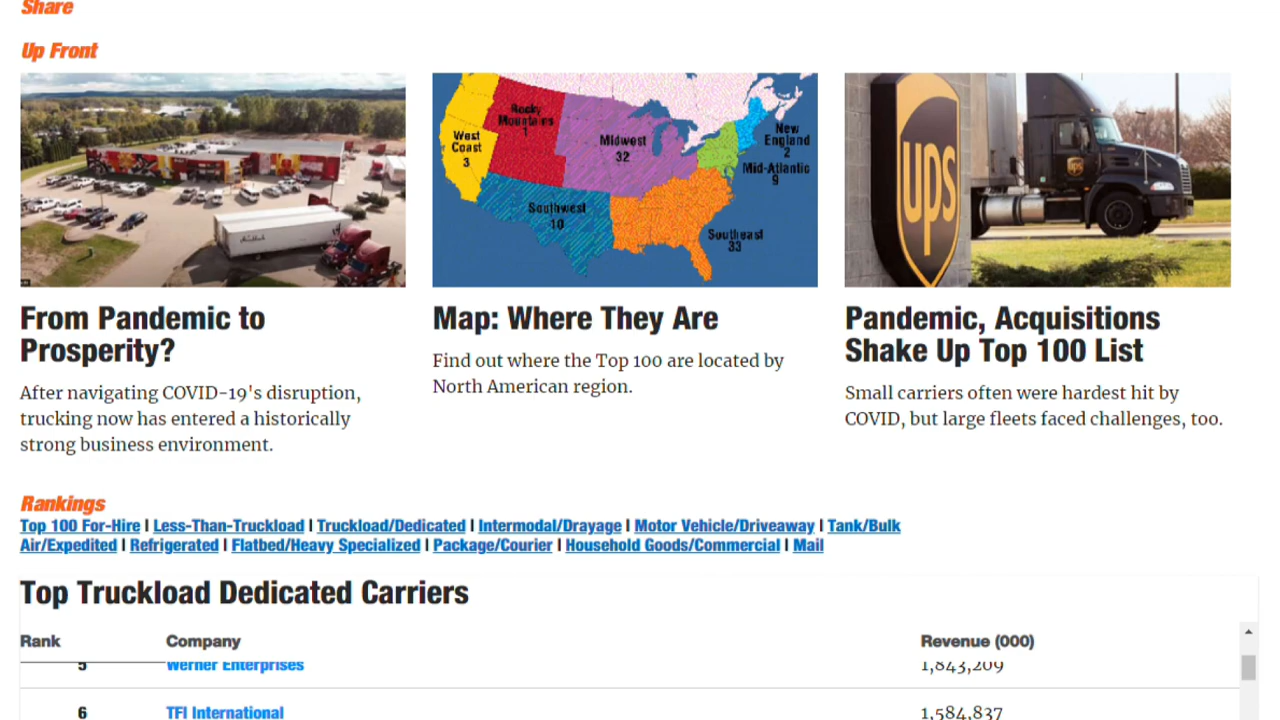 Share
Up Front
Rocky
Mountains
1
West
Coast
3
Midwest
32
New
England
2
Mid-Atlantic
9
Southwest
10
Southeast
33
ups
ups
From Pandemic to
Prosperity?
Map: Where They Are
Pandemic, Acquisitions
Shake Up Top 100 List
After navigating COVID-19's disruption,
trucking now has entered a historically
strong business environment.
Find out where the Top 100 are located by
North American region.
Small carriers often were hardest hit by
COVID, but large fleets faced challenges, too.
Rankings
Top 100 For-Hire | Less-Than-Truckload | Truckload/Dedicated | Intermodal/Drayage | Motor Vehicle/Driveaway | Tank/Bulk
Air/Expedited | Refrigerated | Flatbed/Heavy Specialized | Package/Courier | Household Goods/Commercial | Mail
Top Truckload Dedicated Carriers
Rank Company Revenue (000)
5 Werner Enterprises 1,843,209
6 TFI International 1,584,837